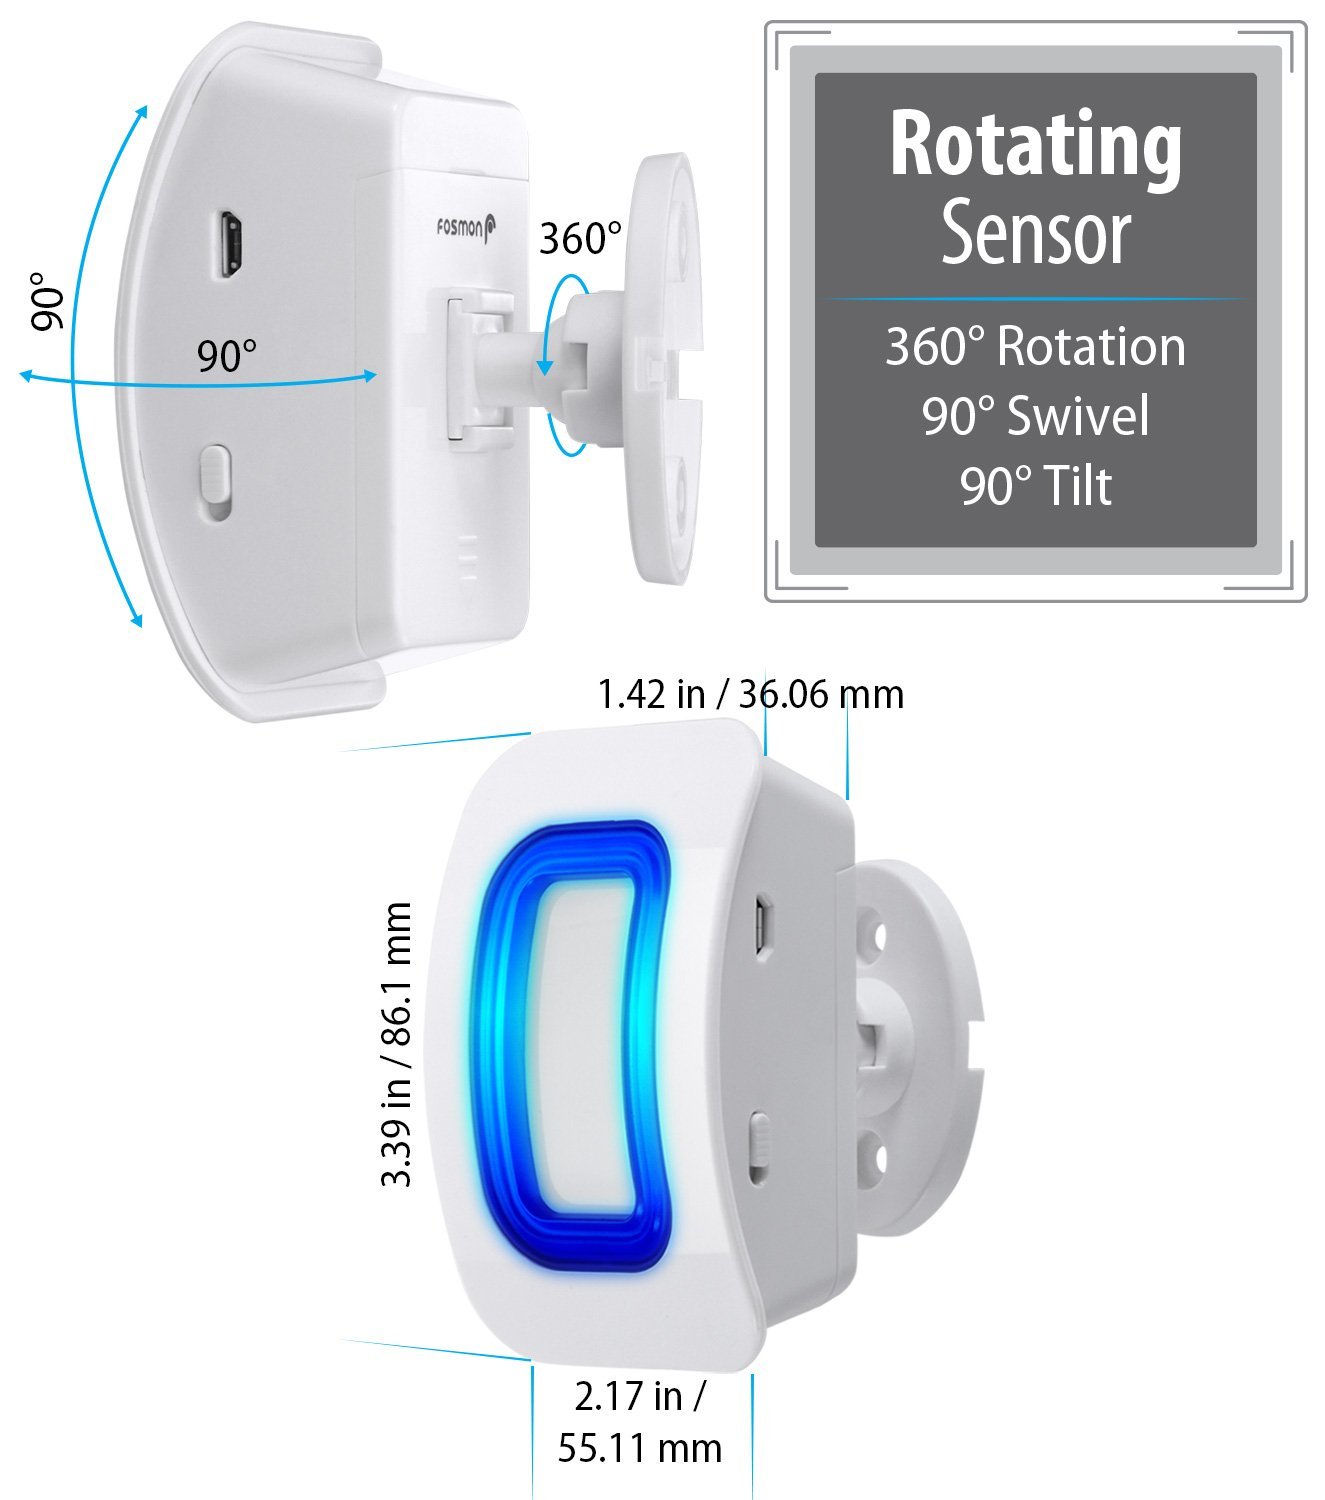 Rotating
Sensor
360° Rotation
90° Swivel
90° Tilt
FOSMON
360°
90°
90°
1.42 in / 36.06 mm
3.39 in / 86.1 mm
2.17 in /
55.11 mm